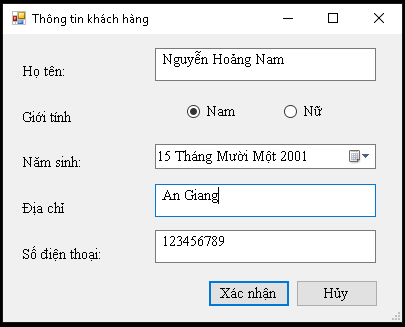 Thông tin khách hàng
Họ tên: Nguyễn Hoảng Nam
Giới tính Nam Nữ
Năm sinh: 15 Tháng Mười Một 2001
Địa chỉ An Giang
Số điện thoại: 123456789
Xác nhận Hủy